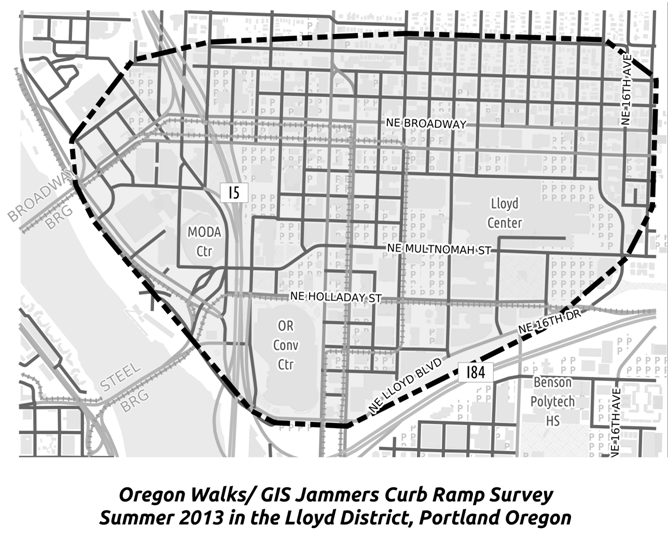 NE 16TH AVE
NE BROADWAY
BROADWAY
BRG
I5
Lloyd
Center
MODA
Ctr
NE MULTNOMAH ST
NE HOLLADAY ST
NE 16TH DR
OR
Conv
Ctr
STEEL
BRG
NE LLOYD BLVD
I84
Benson
Polytech
HS
NE 16TH AVE
Oregon Walks/ GIS Jammers Curb Ramp Survey
Summer 2013 in the Lloyd District, Portland Oregon